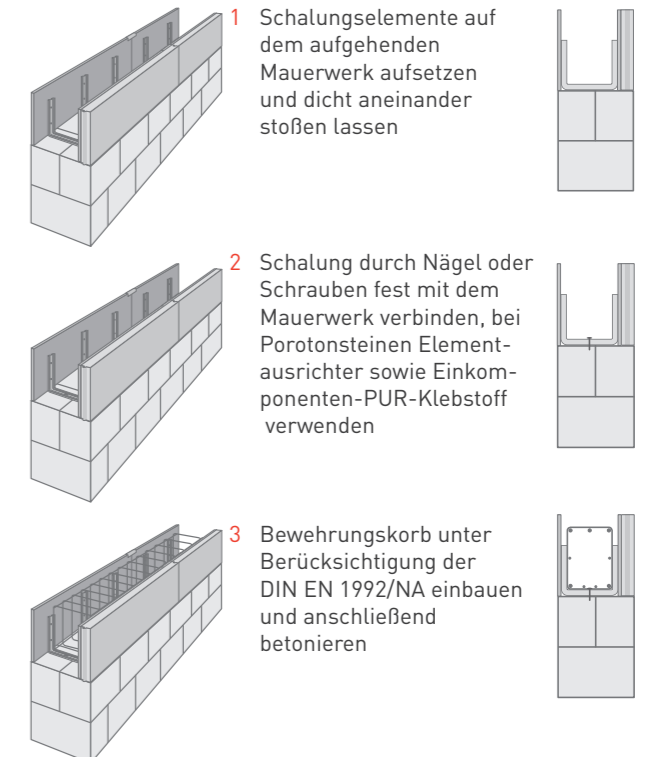 1 Schalungselemente auf
dem aufgehenden
Mauerwerk aufsetzen
und dicht aneinander
stoßen lassen
2 Schalung durch Nägel oder
Schrauben fest mit dem
Mauerwerk verbinden, bei
Porotonsteinen Element-
ausrichter sowie Einkom-
ponenten-PUR-Klebstoff
verwenden
3 Bewehrungskorb unter
Berücksichtigung der
DIN EN 1992/NA einbauen
und anschließend
betonieren